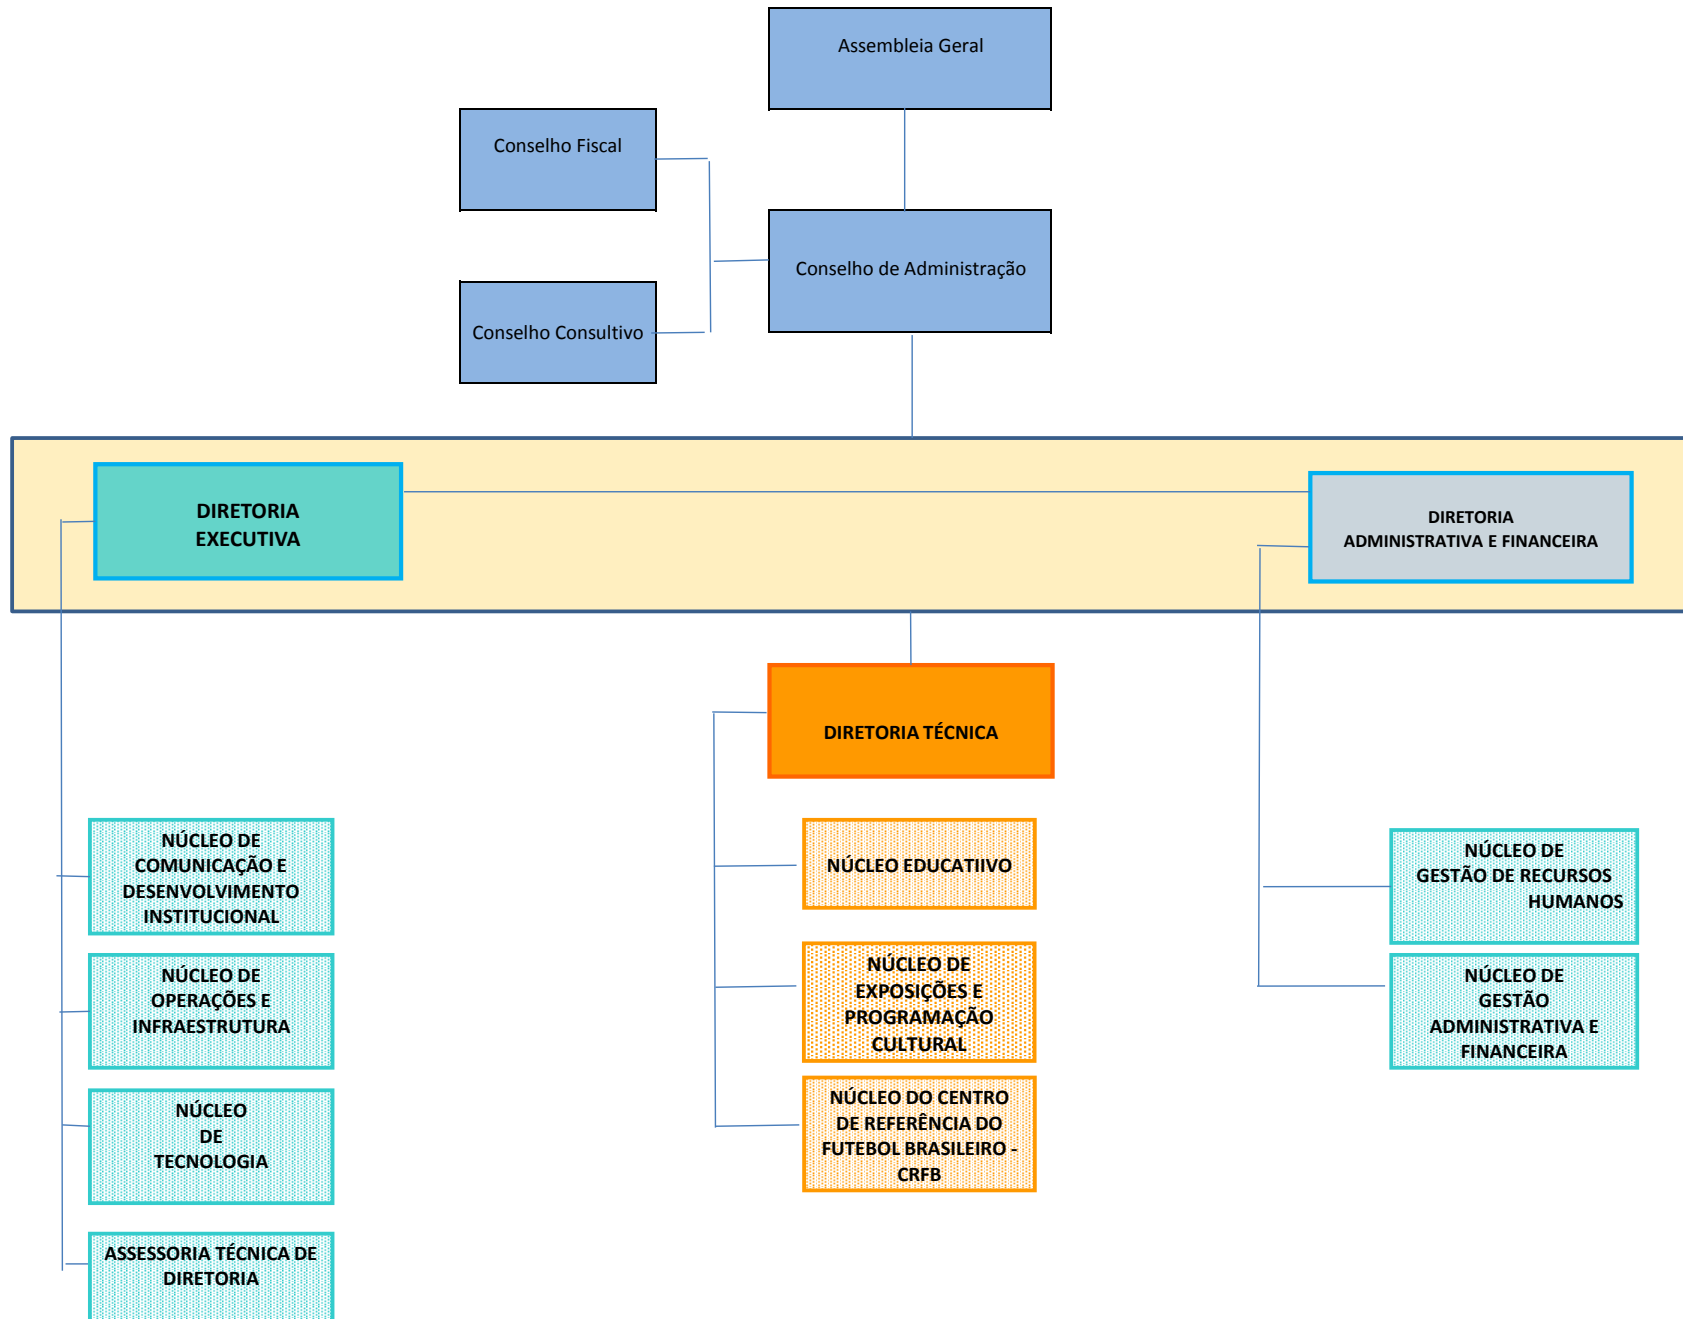 Assembleia Geral
Conselho Fiscal
Conselho de Administração
Conselho Consultivo
DIRETORIA
EXECUTIVA
DIRETORIA
ADMINISTRATIVA E FINANCEIRA
DIRETORIA TÉCNICA
NÚCLEO DE
COMUNICAÇÃO E
DESENVOLVIMENTO
INSTITUCIONAL
NÚCLEO DE
OPERAÇÕES E
INFRAESTRUTURA
NÚCLEO
DE
TECNOLOGIA
ASSESSORIA TÉCNICA DE
DIRETORIA
NÚCLEO EDUCATIIVO
NÚCLEO DE
EXPOSIÇÕES E
PROGRAMAÇÃO
CULTURAL
NÚCLEO DO CENTRO
DE REFERÊNCIA DO
FUTEBOL BRASILEIRO -
CRFB
NÚCLEO DE
GESTÃO DE RECURSOS
HUMANOS
NÚCLEO DE
GESTÃO
ADMINISTRATIVA E
FINANCEIRA